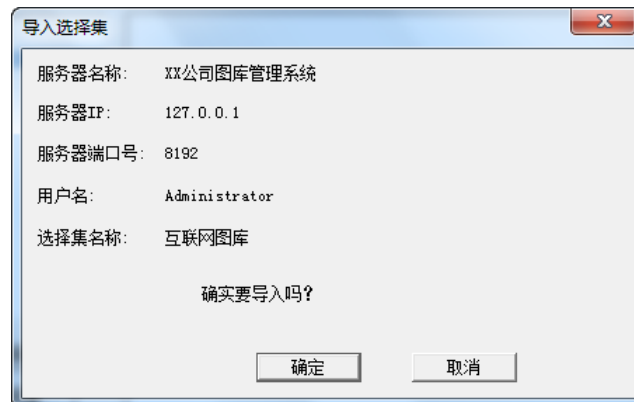 导入选择集
服务器名称: XX公司图库管理系统
服务器IP: 127.0.0.1
服务器端口号: 8192
用户名: Administrator
选择集名称: 互联网图库
确实要导入吗?
确定 取消